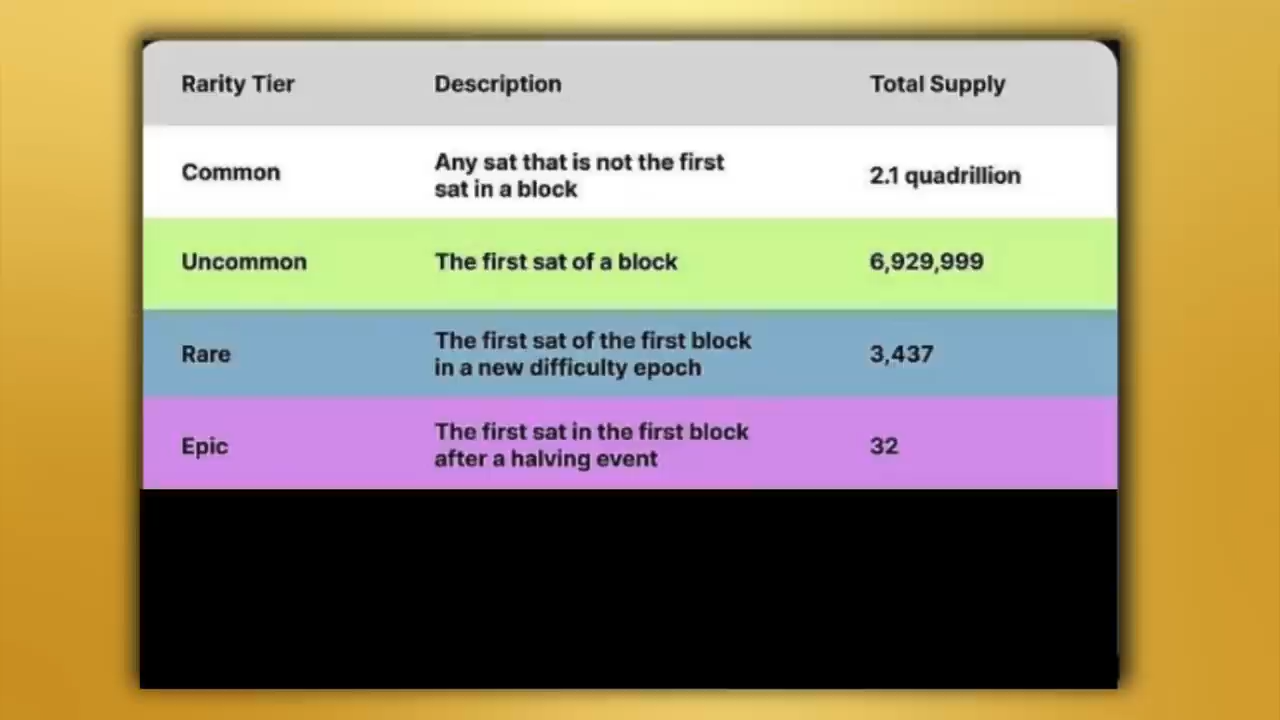 Rarity Tier Description Total Supply
Common Any sat that is not the first sat in a block 2.1 quadrillion
Uncommon The first sat of a block 6,929,999
Rare The first sat of the first block in a new difficulty epoch 3,437
Epic The first sat in the first block after a halving event 32